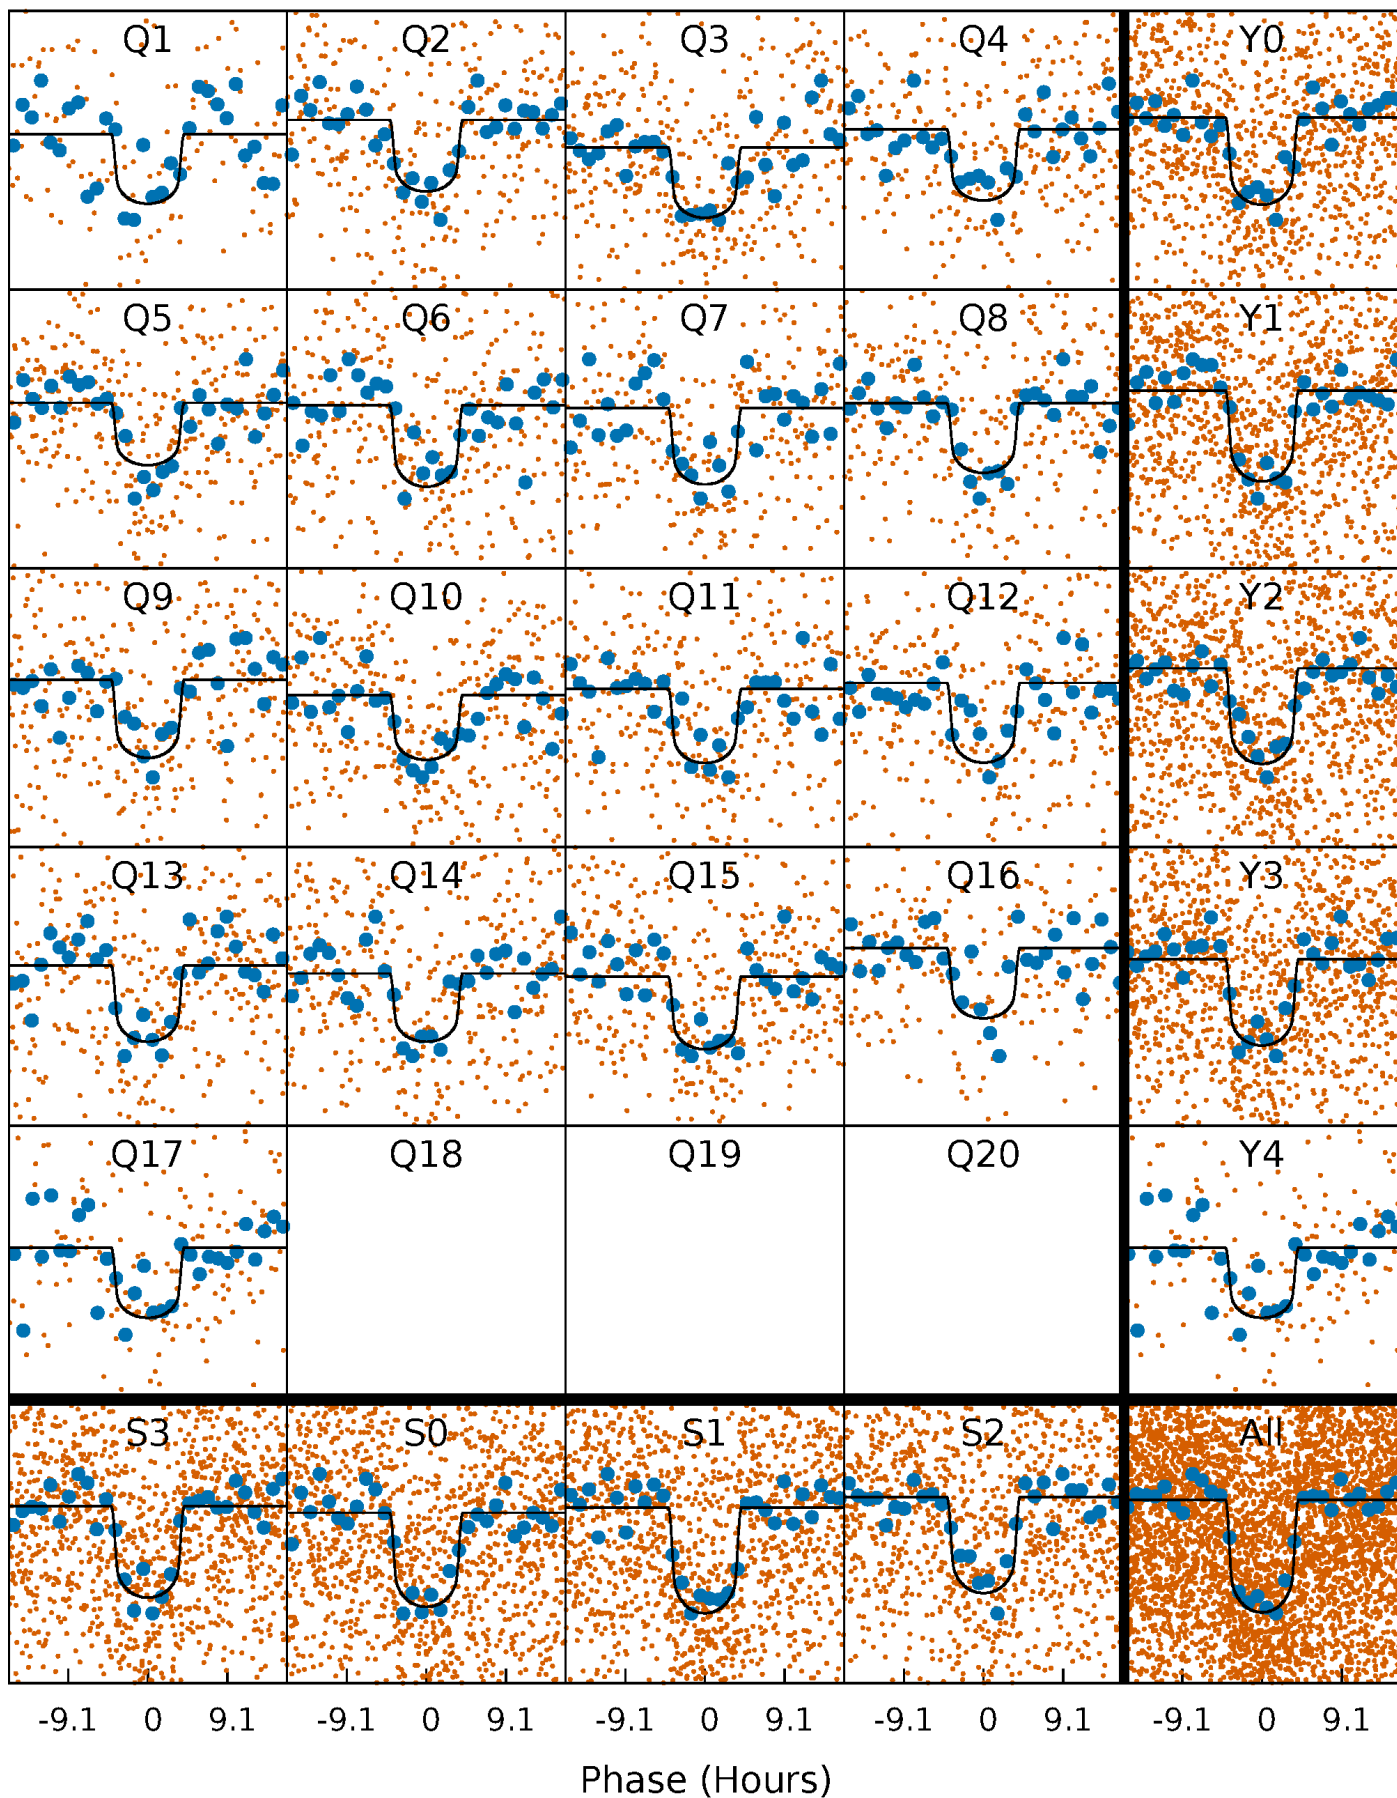 Q1 Q2 Q3 Q4 Y0
Q5 Q6 Q7 Q8 Y1
Q9 Q10 Q11 Q12 Y2
Q13 Q14 Q15 Q16 Y3
Q17 Q18 Q19 Q20 Y4
S3 S0 S1 S2 All
-9.1 0 9.1 -9.1 0 9.1 -9.1 0 9.1 -9.1 0 9.1 -9.1 0 9.1
Phase (Hours)